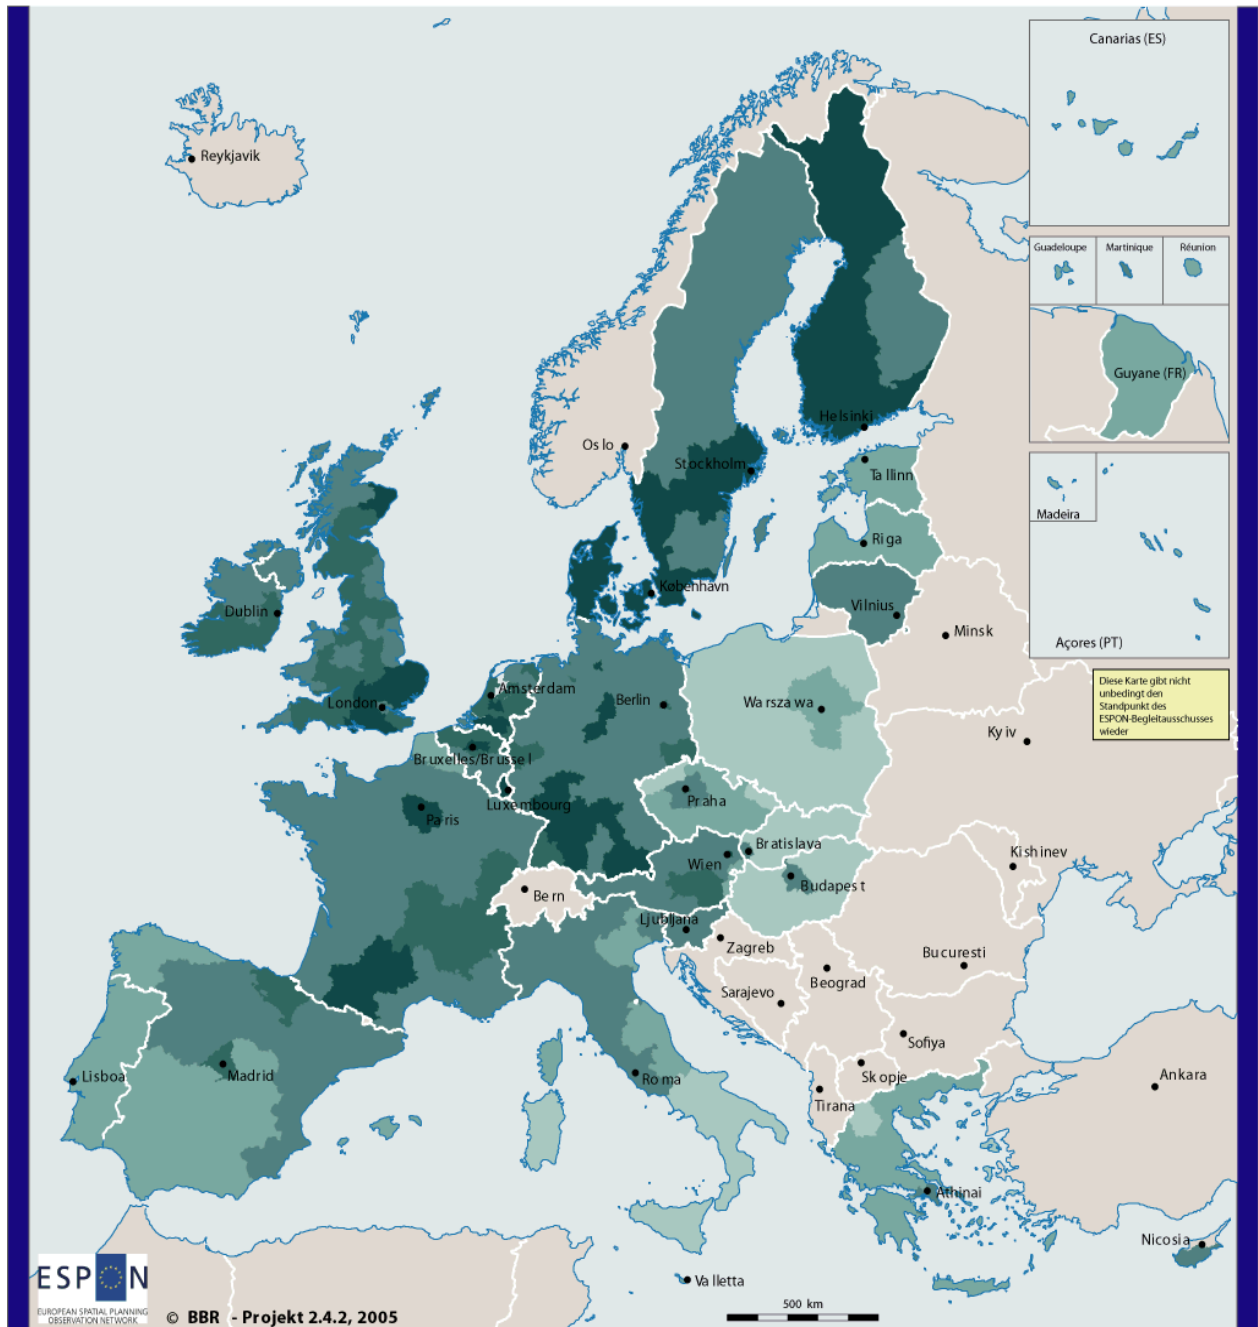 Canarias (ES)
Reykjavik
Guadeloupe
Martinique
Réunion
Guyane (FR)
Helsinki
Oslo
Stockholm
Tallinn
Madeira
Riga
København
Dublin
Vilnius
Minsk
Açores (PT)
Amsterdam
Berlin
London
Warszawa
Diese Karte gibt nicht
unbedingt den
Standpunkt des
ESPON-Begleitausschusses
wieder
Kyiv
Bruxelles/Brussel
Praha
Luxembourg
Paris
Bratislava
Kishinev
Wien
Budapest
Bern
Ljubljana
Zagreb
Bucuresti
Beograd
Sarajevo
Sofiya
Lisboa
Madrid
Roma
Skopje
Ankara
Tirana
Athinai
Nicosia
Valletta
ESPON
EUROPEAN SPATIAL PLANNING
OBSERVATION NETWORK
© BBR - Projekt 2.4.2, 2005
500 km